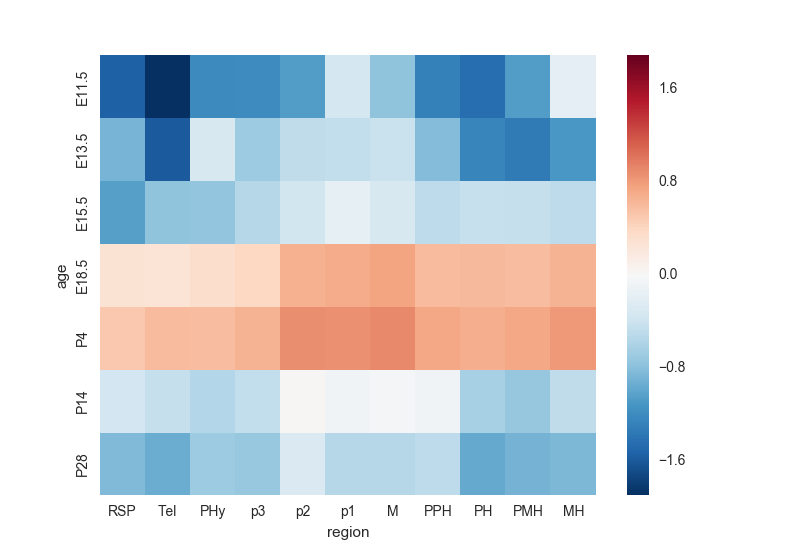 age
E11.5
E13.5
E15.5
E18.5
P4
P14
P28
RSP Tel PHy p3 p2 p1 M PPH PH PMH MH
region
1.6
0.8
0.0
−0.8
−1.6